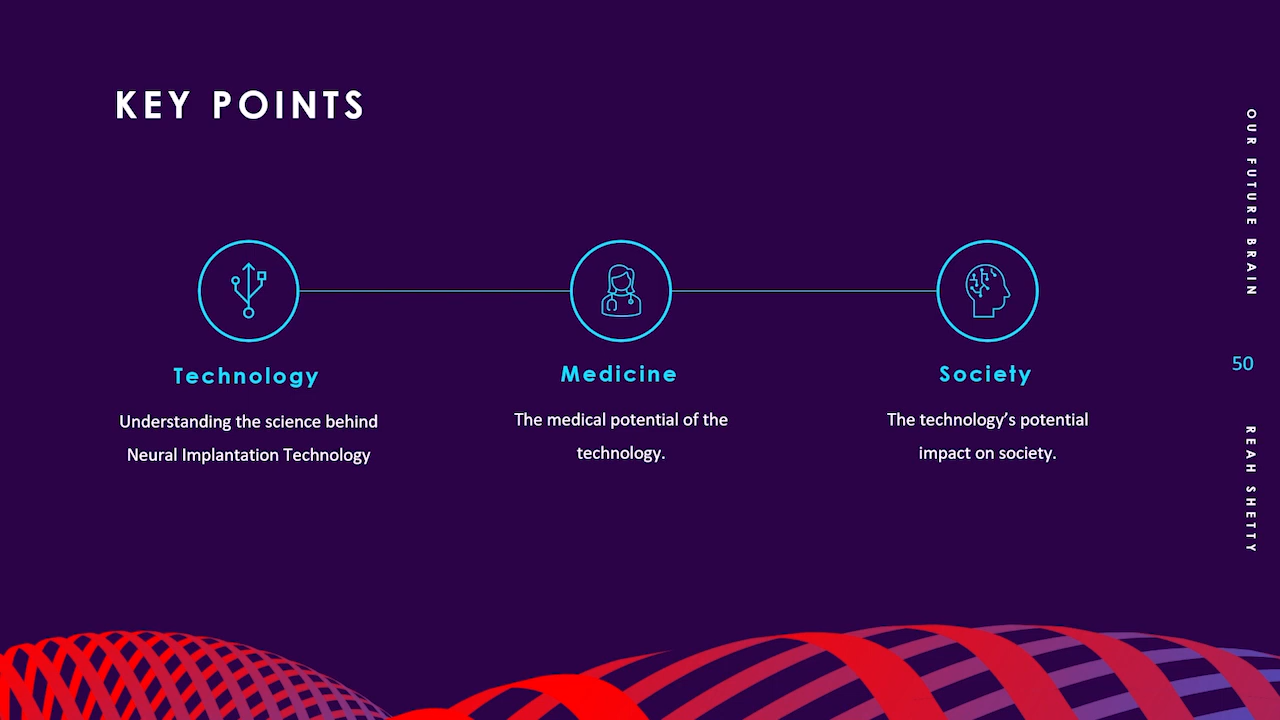 KEY POINTS
Technology
Understanding the science behind
Neural Implantation Technology
Medicine
The medical potential of the
technology.
Society
The technology’s potential
impact on society.
OUR FUTURE BRAIN
50
REAH SHETTY